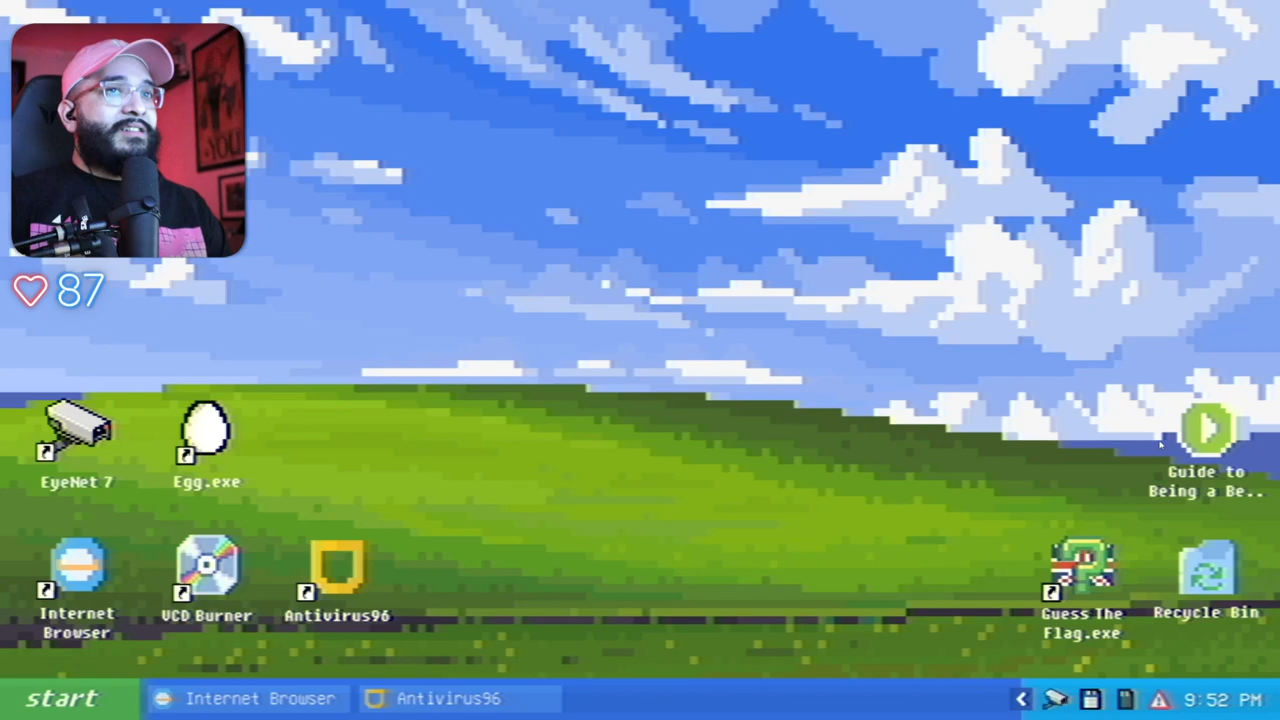 YOU
87
EyeNet 7
Egg.exe
Guide to
Being a Be..
Internet
Browser
VCD Burner
Antivirus96
Guess The
Flag.exe
Recycle Bin
start
Internet Browser
Antivirus96
9:52 PM